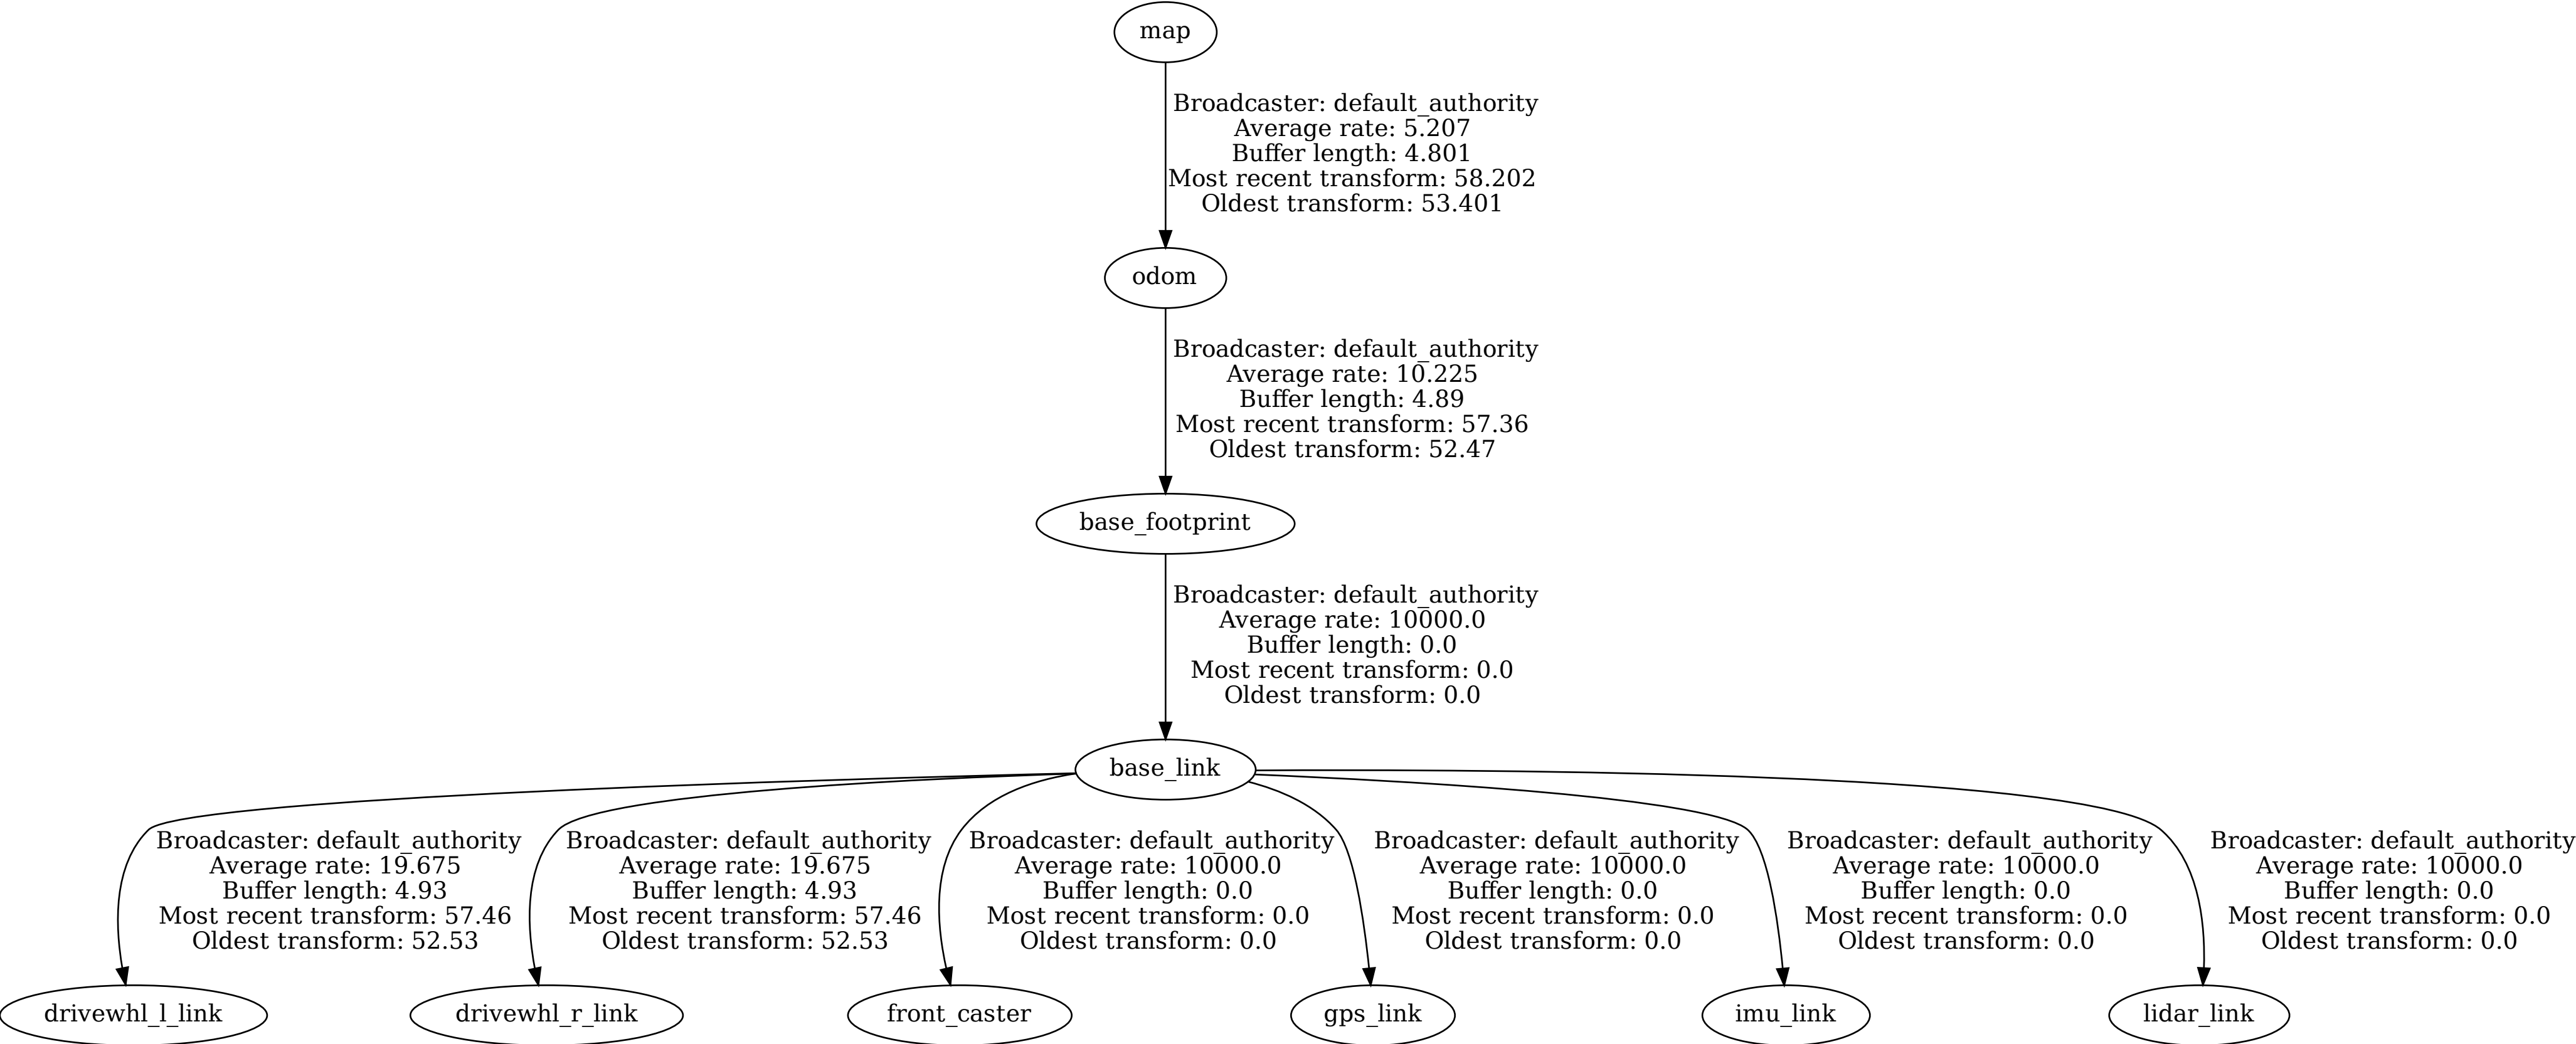 map
Broadcaster: default_authority
Average rate: 5.207
Buffer length: 4.801
Most recent transform: 58.202
Oldest transform: 53.401
odom
Broadcaster: default_authority
Average rate: 10.225
Buffer length: 4.89
Most recent transform: 57.36
Oldest transform: 52.47
base_footprint
Broadcaster: default_authority
Average rate: 10000.0
Buffer length: 0.0
Most recent transform: 0.0
Oldest transform: 0.0
base_link
Broadcaster: default_authority
Average rate: 19.675
Buffer length: 4.93
Most recent transform: 57.46
Oldest transform: 52.53
Broadcaster: default_authority
Average rate: 19.675
Buffer length: 4.93
Most recent transform: 57.46
Oldest transform: 52.53
Broadcaster: default_authority
Average rate: 10000.0
Buffer length: 0.0
Most recent transform: 0.0
Oldest transform: 0.0
Broadcaster: default_authority
Average rate: 10000.0
Buffer length: 0.0
Most recent transform: 0.0
Oldest transform: 0.0
Broadcaster: default_authority
Average rate: 10000.0
Buffer length: 0.0
Most recent transform: 0.0
Oldest transform: 0.0
Broadcaster: default_authority
Average rate: 10000.0
Buffer length: 0.0
Most recent transform: 0.0
Oldest transform: 0.0
drivewhl_l_link
drivewhl_r_link
front_caster
gps_link
imu_link
lidar_link